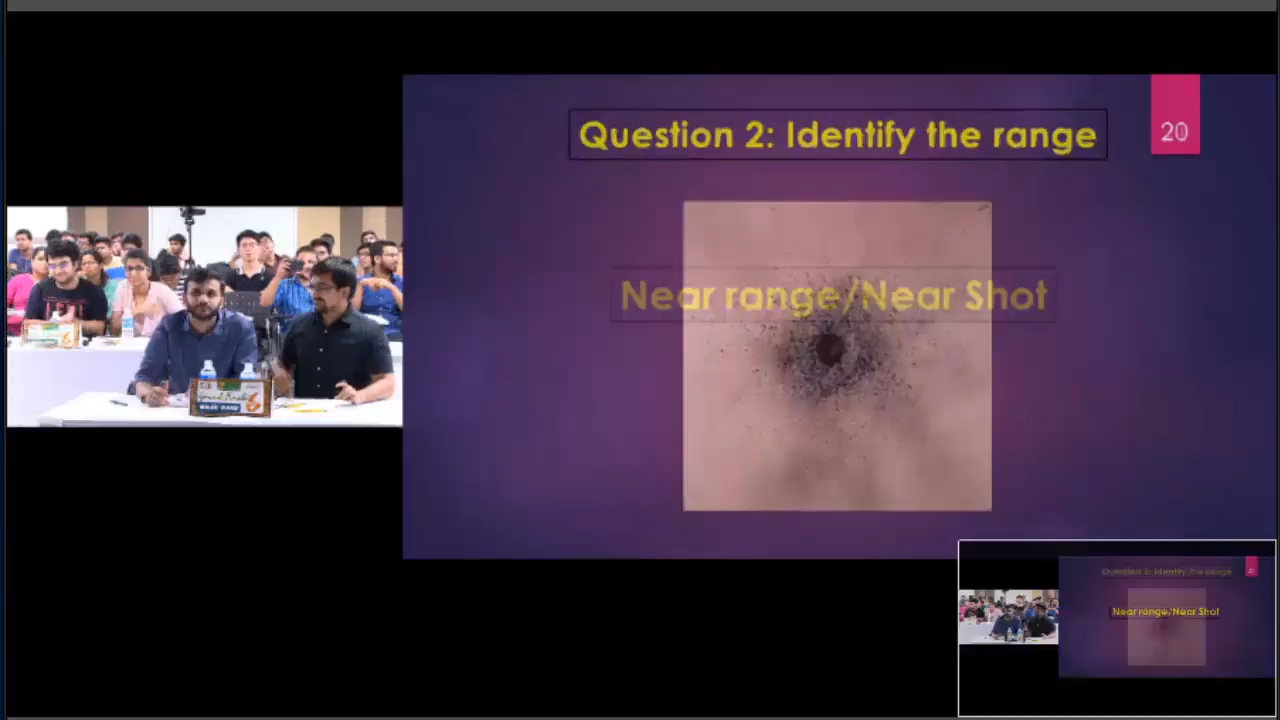 Question 2: Identify the range
20
Near range/Near Shot
Question 2: Identify the range
Near range/Near Shot